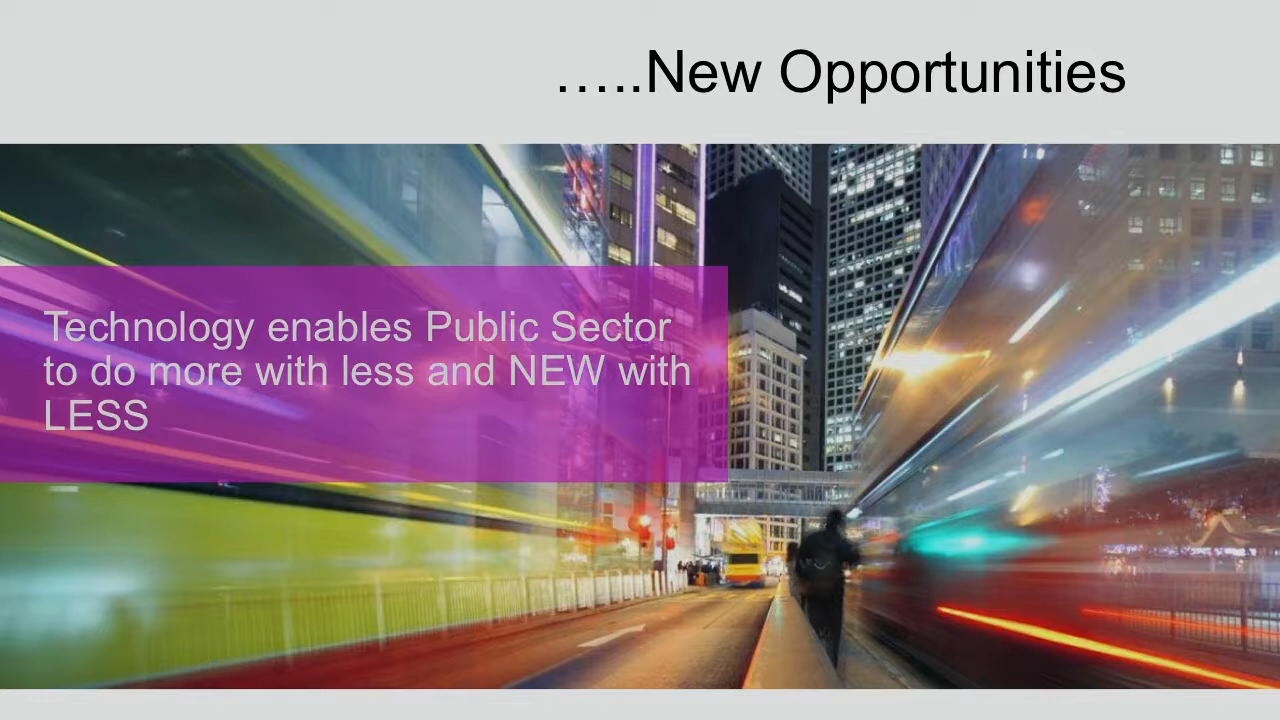 .....New Opportunities
Technology enables Public Sector
to do more with less and NEW with
LESS